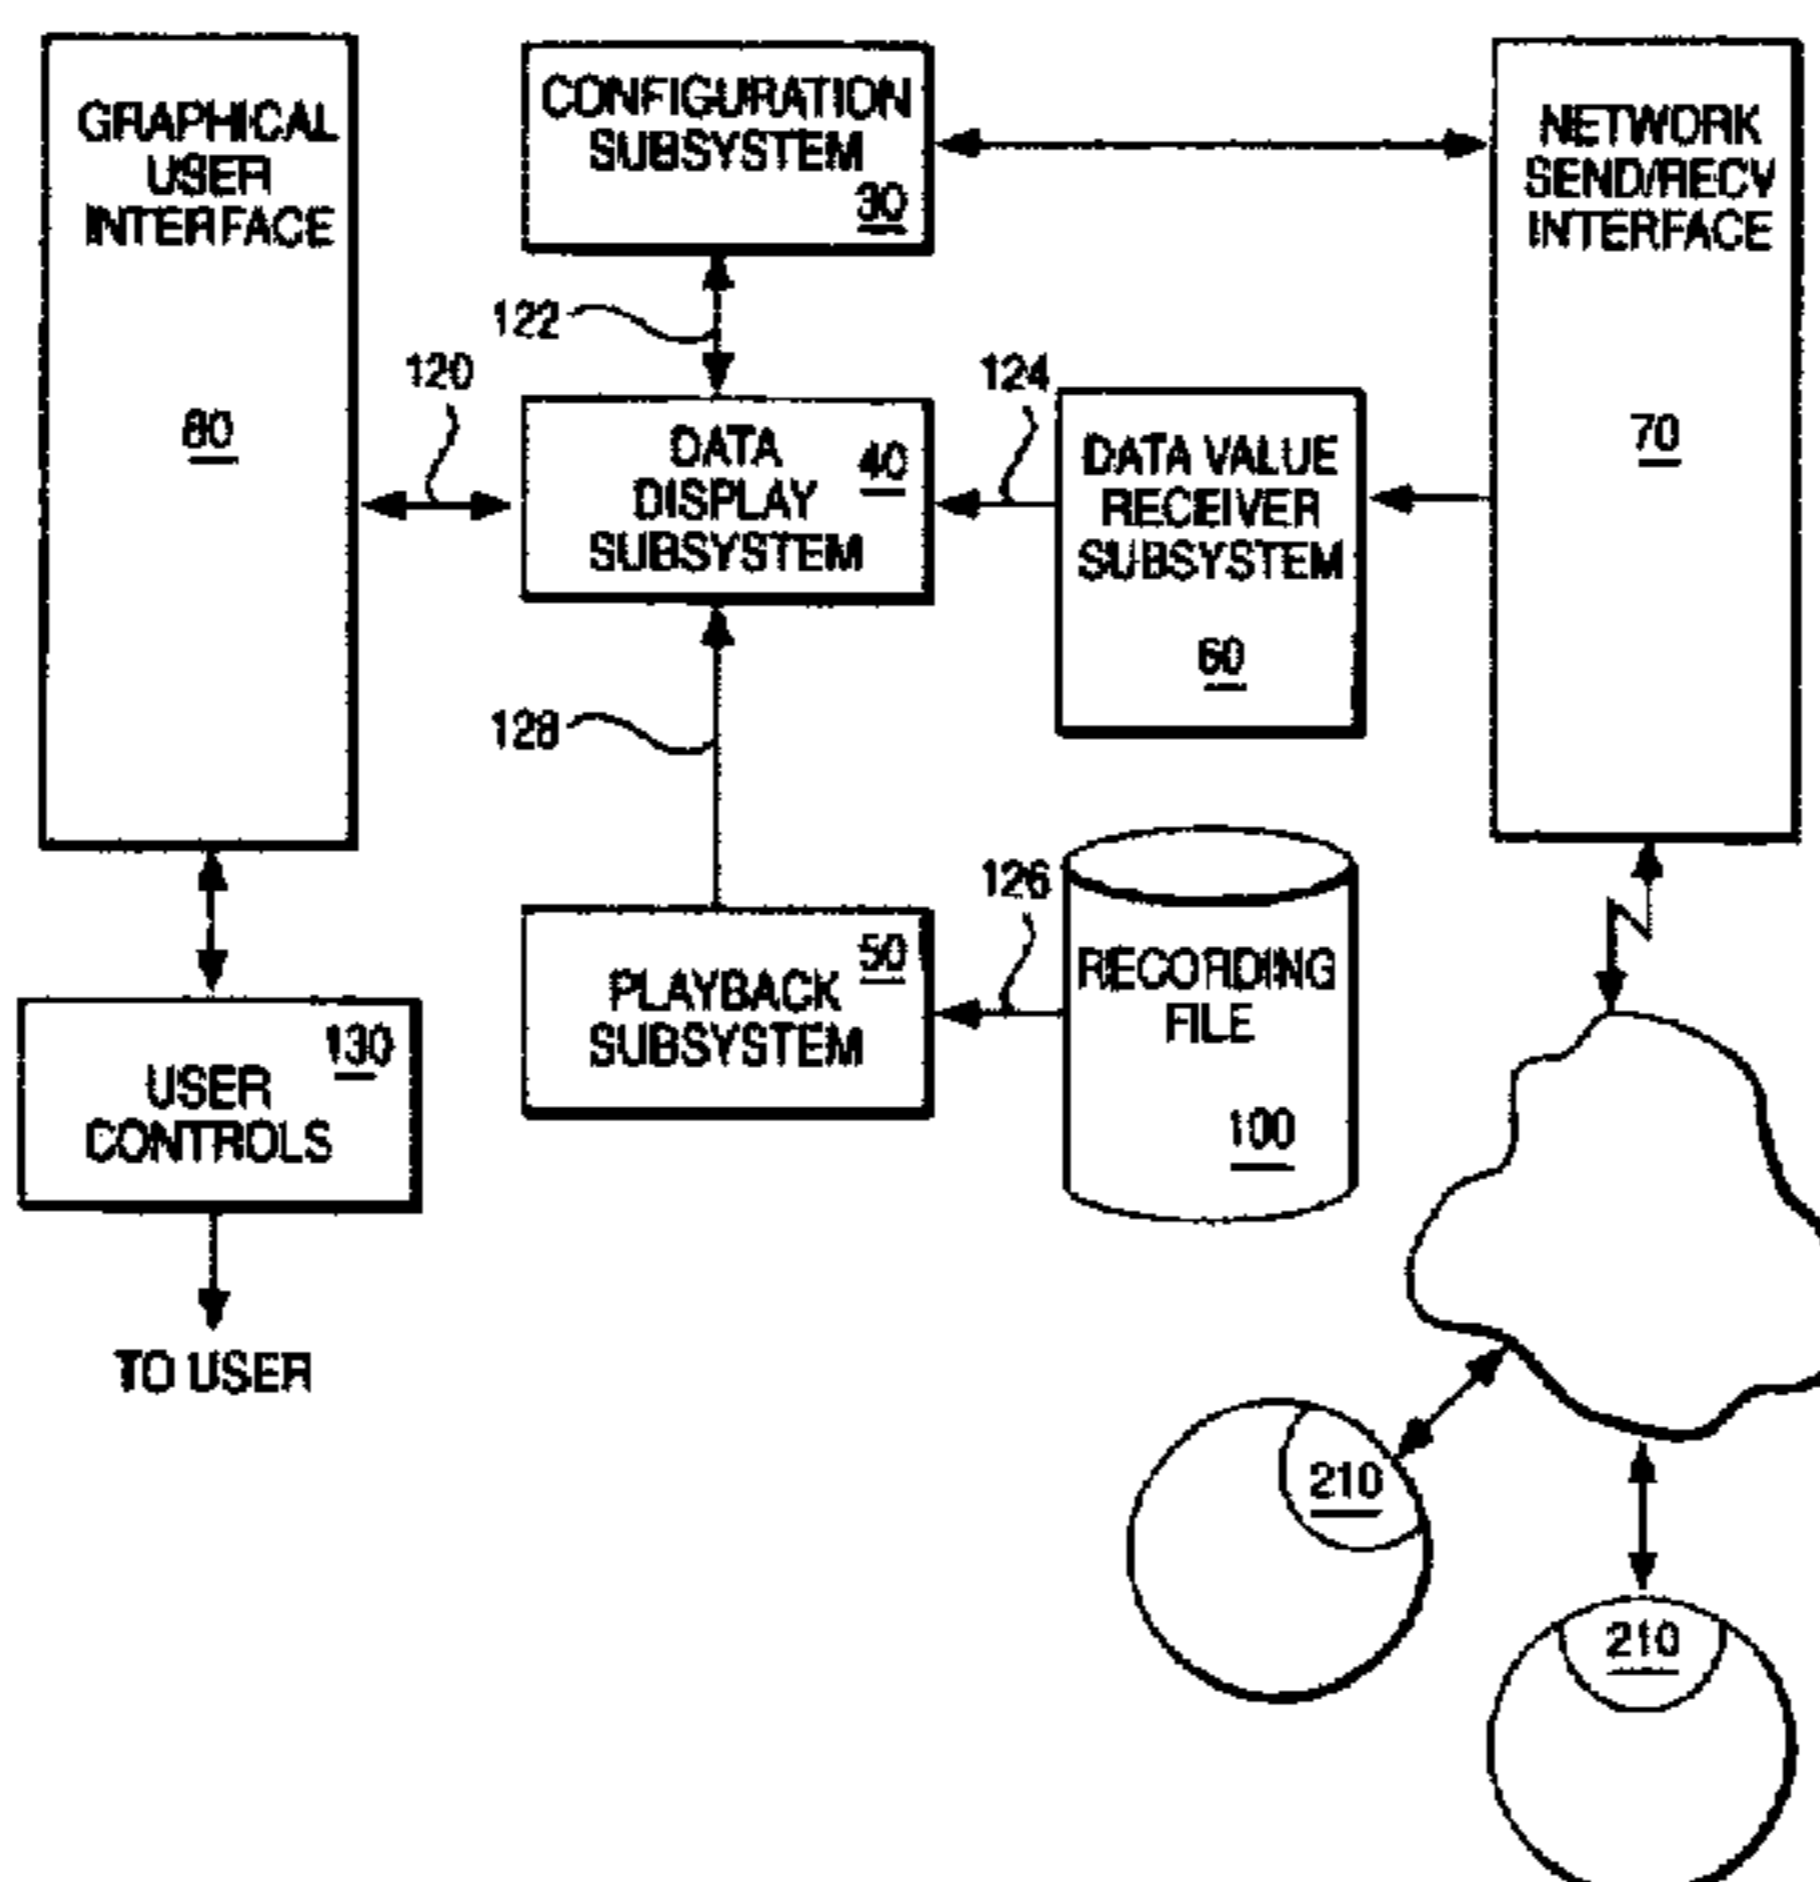 GRAPHICAL
USER
INTERFACE
80
CONFIGURATION
SUBSYSTEM
30
NETWORK
SEND/RECV
INTERFACE
70
122
120
124
DATA
DISPLAY
SUBSYSTEM
40
DATA VALUE
RECEIVER
SUBSYSTEM
60
128
126
PLAYBACK
SUBSYSTEM
50
RECORDING
FILE
100
130
USER
CONTROLS
TO USER
210
210